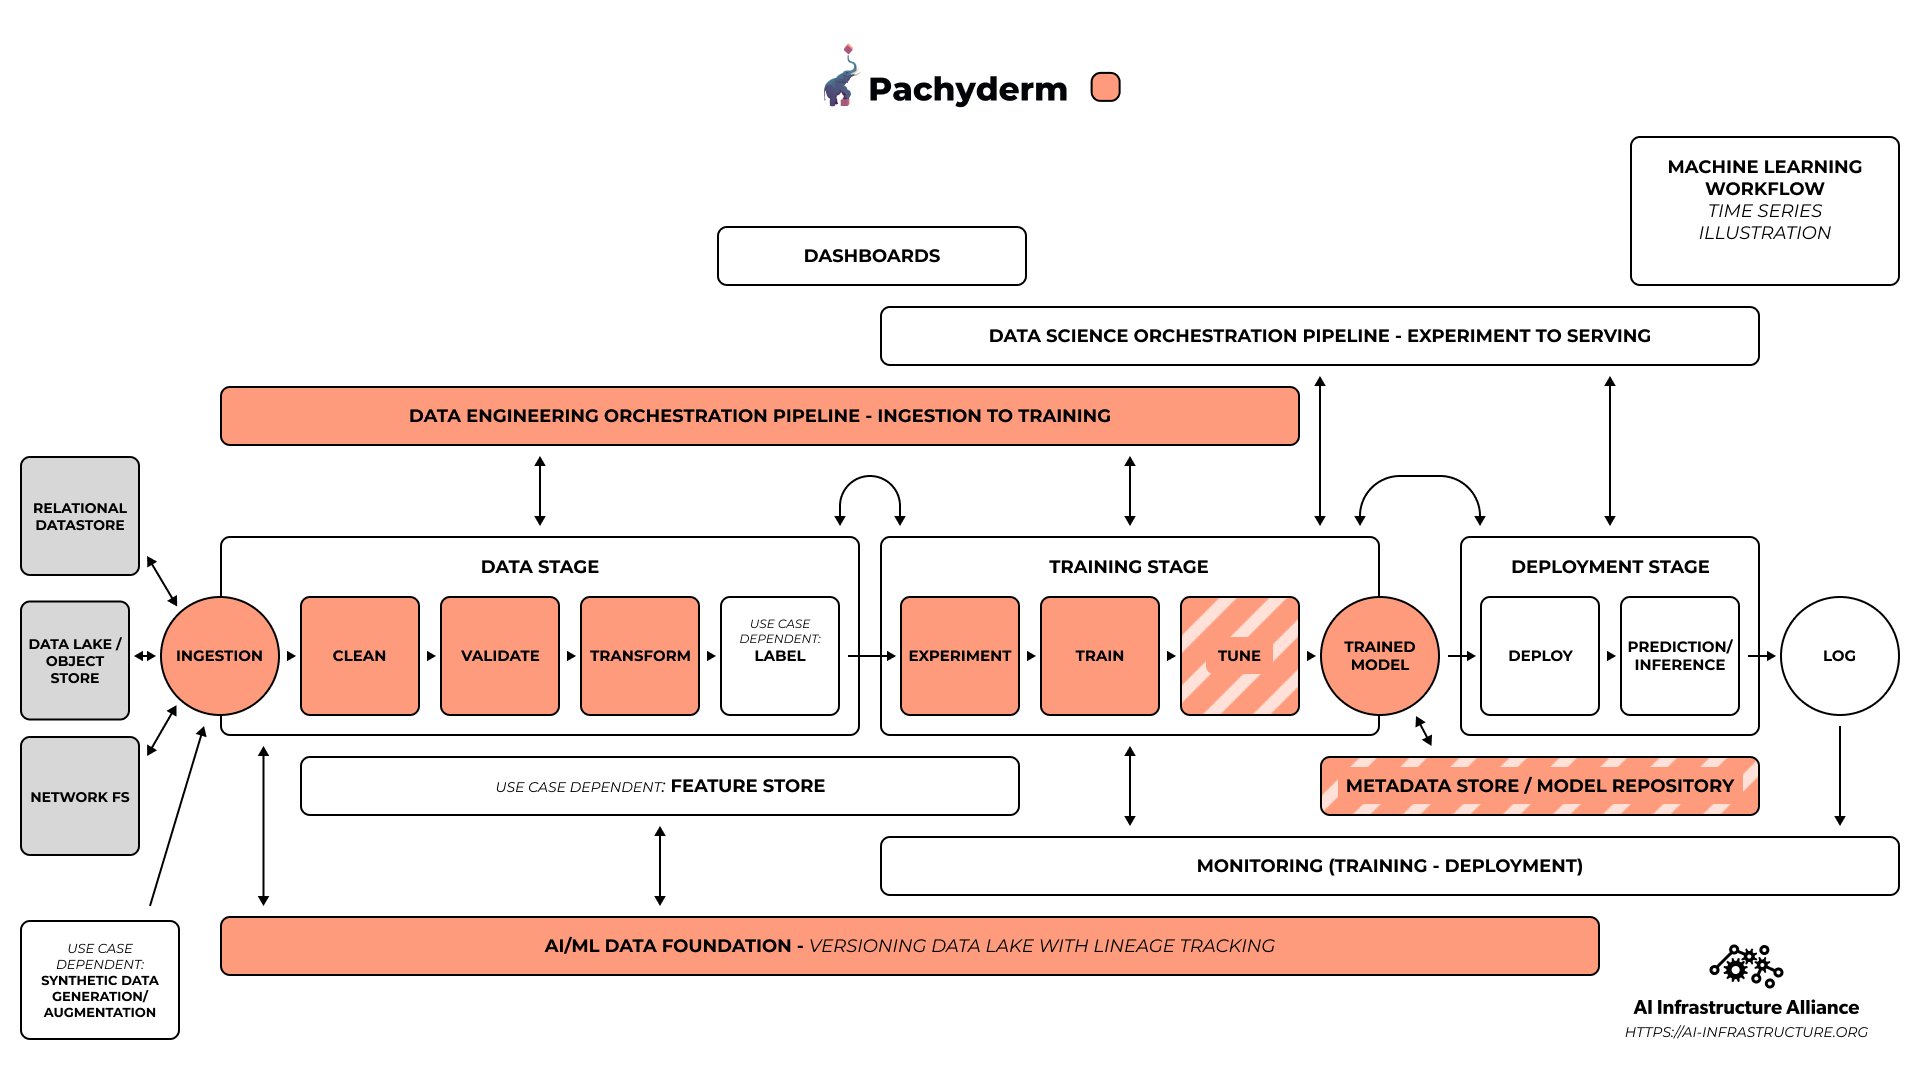 Pachyderm
MACHINE LEARNING
WORKFLOW
TIME SERIES
ILLUSTRATION
DASHBOARDS
DATA SCIENCE ORCHESTRATION PIPELINE - EXPERIMENT TO SERVING
DATA ENGINEERING ORCHESTRATION PIPELINE - INGESTION TO TRAINING
RELATIONAL
DATASTORE
DATA LAKE /
OBJECT
STORE
NETWORK FS
INGESTION
DATA STAGE
CLEAN
VALIDATE
TRANSFORM
USE CASE
DEPENDENT:
LABEL
TRAINING STAGE
EXPERIMENT
TRAIN
TUNE
TRAINED
MODEL
DEPLOYMENT STAGE
DEPLOY
PREDICTION/
INFERENCE
LOG
USE CASE DEPENDENT: FEATURE STORE
METADATA STORE / MODEL REPOSITORY
MONITORING (TRAINING - DEPLOYMENT)
AI/ML DATA FOUNDATION - VERSIONING DATA LAKE WITH LINEAGE TRACKING
USE CASE
DEPENDENT:
SYNTHETIC DATA
GENERATION/
AUGMENTATION
AI Infrastructure Alliance
HTTPS://AI-INFRASTRUCTURE.ORG